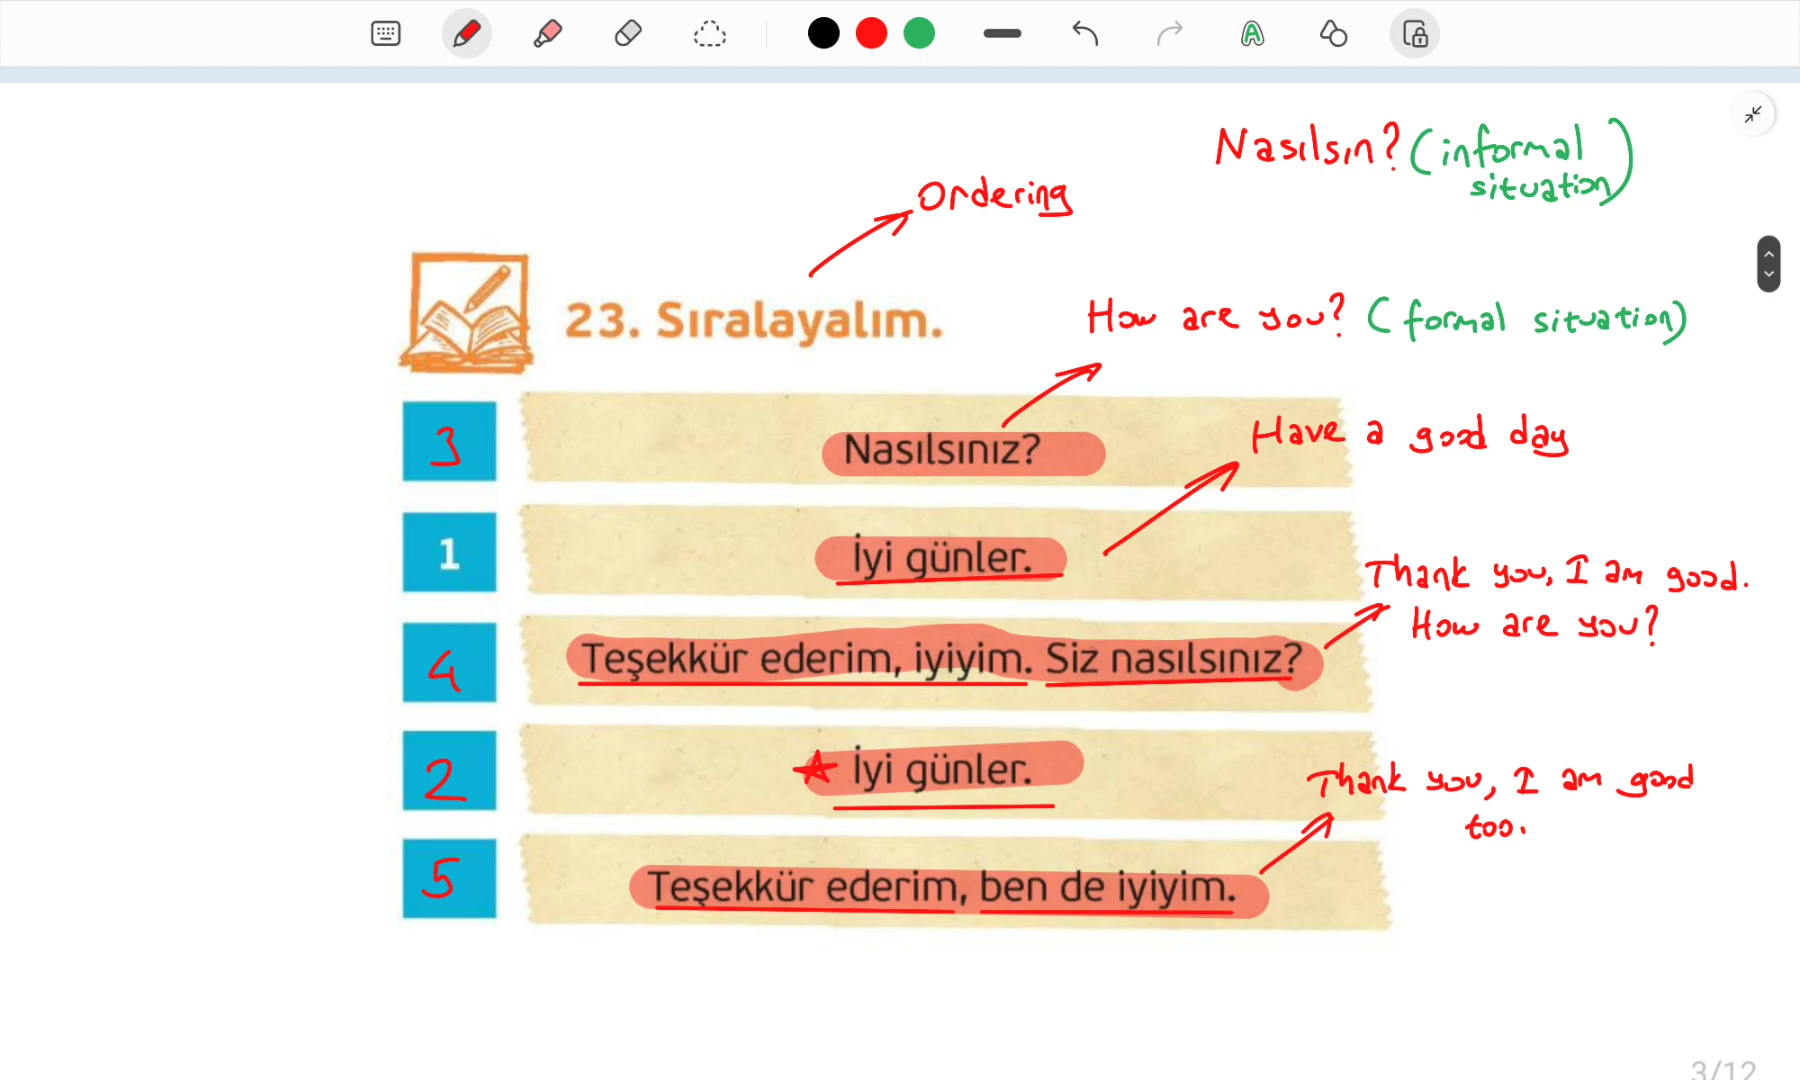 Nasılsın? (informal
situation)
Ordering
23. Sıralayalım.
How are you? (formal situation)
3
Nasılsınız?
Have a good day
1
İyi günler.
Thank you, I am good.
How are you?
4
Teşekkür ederim, iyiyim. Siz nasılsınız?
2
İyi günler.
Thank you, I am good
too.
5
Teşekkür ederim, ben de iyiyim.
3/12